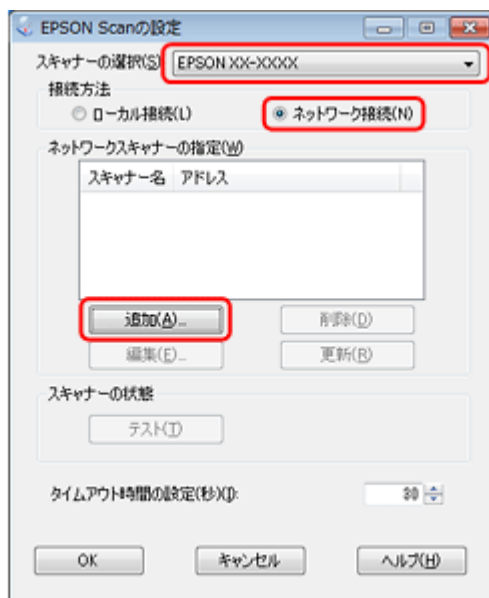 EPSON Scanの設定
スキャナーの選択(S) EPSON XX-XXXX
接続方法
ローカル接続(L) ネットワーク接続(N)
ネットワークスキャナーの指定(W)
スキャナー名 アドレス
追加(A)... 削除(D)
編集(E)... 更新(R)
スキャナーの状態
テスト(T)
タイムアウト時間の設定(秒)(I): 30
OK キャンセル ヘルプ(H)